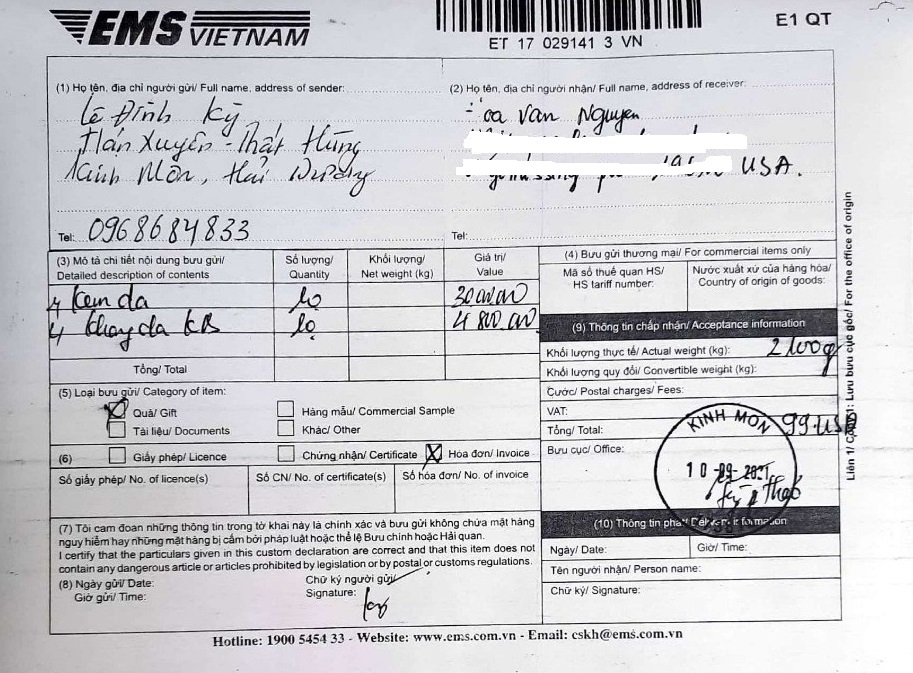 EMS VIETNAM
E1 QT
ET 17 029141 3 VN
(1) Họ tên, địa chỉ người gửi/ Full name, address of sender:
Lê Đình Kỳ
Hán Xuyên - Thất Hùng
Kinh Môn, Hải Dương
Tel: 0968684833
(2) Họ tên, địa chỉ người nhận/ Full name, address of receiver:
oa Van Nguyen
USA.
Tel:
(3) Mô tả chi tiết nội dung bưu gửi/ Detailed description of contents
Số lượng/ Quantity
Khối lượng/ Net weight (kg)
Giá trị/ Value
4 Kem da lọ
4 da lọ 4 800 000
Tổng/ Total
(4) Bưu gửi thương mại/ For commercial items only
Mã số thuế quan HS/ HS tariff number:
Nước xuất xứ của hàng hóa/ Country of origin of goods:
(9) Thông tin chấp nhận/ Acceptance information
Khối lượng thực tế/ Actual weight (kg): 2100g
Khối lượng quy đổi/ Convertible weight (kg):
Cước/ Postal charges/ Fees:
VAT:
Tổng/ Total: 99.USD
Bưu cục/ Office:
KINH MON
10 -09- 2021
(5) Loại bưu gửi/ Category of item:
Quà/ Gift
Hàng mẫu/ Commercial Sample
Tài liệu/ Documents
Khác/ Other
(6) Giấy phép/ Licence
Chứng nhận/ Certificate
Hóa đơn/ Invoice
Số giấy phép/ No. of licence(s)
Số CN/ No. of certificate(s)
Số hóa đơn/ No. of invoice
(7) Tôi cam đoan những thông tin trong tờ khai này là chính xác và bưu gửi không chứa mặt hàng
nguy hiểm hay những mặt hàng bị cấm bởi pháp luật hoặc thể lệ Bưu chính hoặc Hải quan.
I certify that the particulars given in this custom declaration are correct and that this item does not
contain any dangerous article or articles prohibited by legislation or by postal or customs regulations.
(8) Ngày gửi/ Date:
Giờ gửi/ Time:
Chữ ký người gửi/
Signature:
(10) Thông tin phát/ Delivery information
Ngày/ Date:
Giờ/ Time:
Tên người nhận/ Person name:
Chữ ký/ Signature:
Liên 1/ : Lưu bưu cục gốc/ For the office of origin
Hotline: 1900 5454 33 - Website: www.ems.com.vn - Email: cskh@ems.com.vn